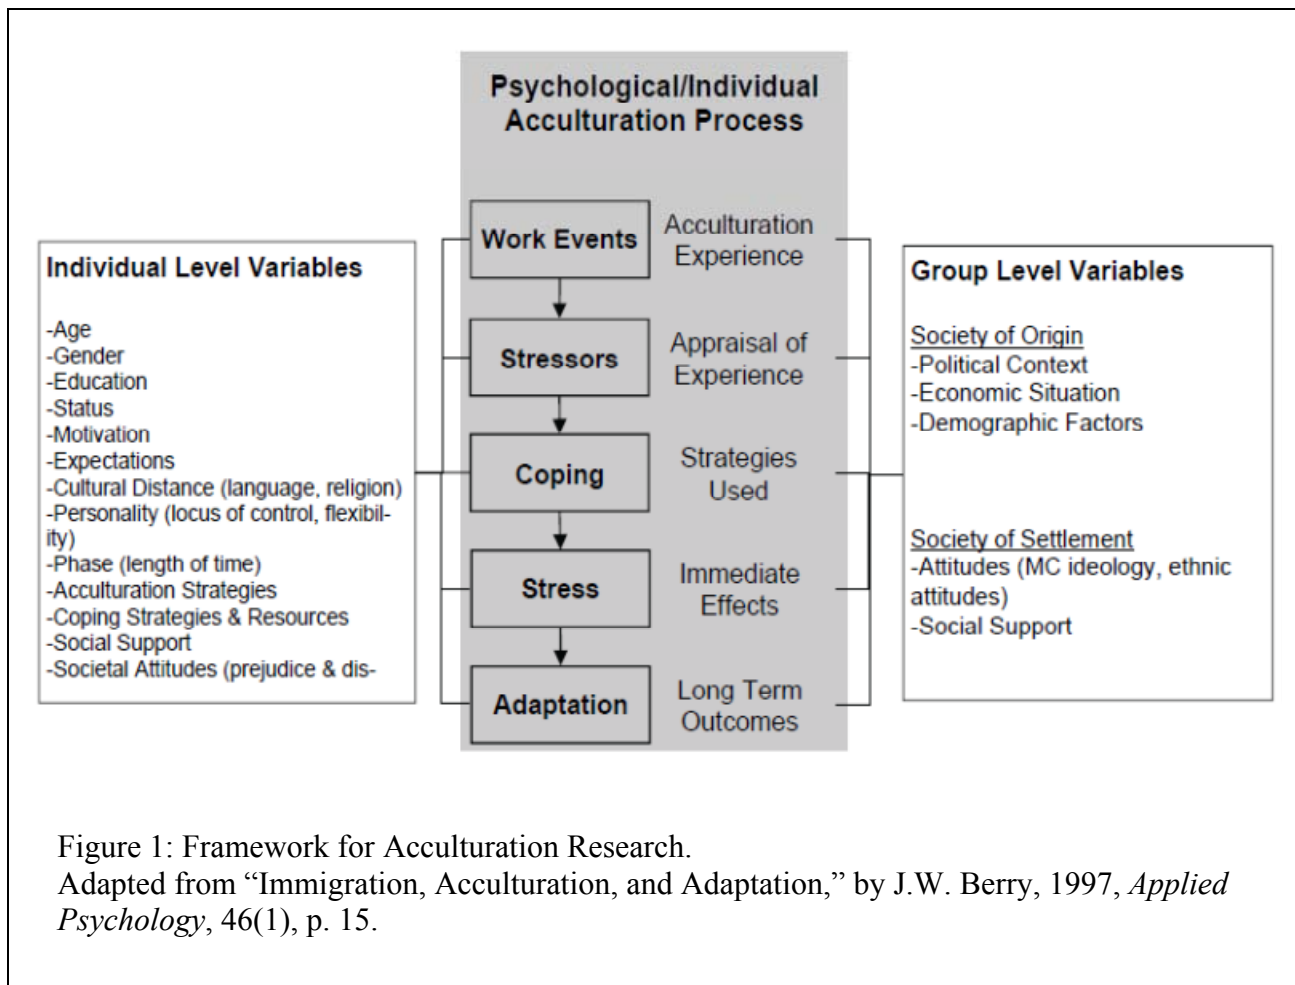 Psychological/Individual
Acculturation Process
Individual Level Variables
-Age
-Gender
-Education
-Status
-Motivation
-Expectations
-Cultural Distance (language, religion)
-Personality (locus of control, flexibil-
ity)
-Phase (length of time)
-Acculturation Strategies
-Coping Strategies & Resources
-Social Support
-Societal Attitudes (prejudice & dis-
Work Events
Acculturation
Experience
Stressors
Appraisal of
Experience
Coping
Strategies
Used
Stress
Immediate
Effects
Adaptation
Long Term
Outcomes
Group Level Variables
Society of Origin
-Political Context
-Economic Situation
-Demographic Factors
Society of Settlement
-Attitudes (MC ideology, ethnic
attitudes)
-Social Support
Figure 1: Framework for Acculturation Research.
Adapted from “Immigration, Acculturation, and Adaptation,” by J.W. Berry, 1997, Applied
Psychology, 46(1), p. 15.